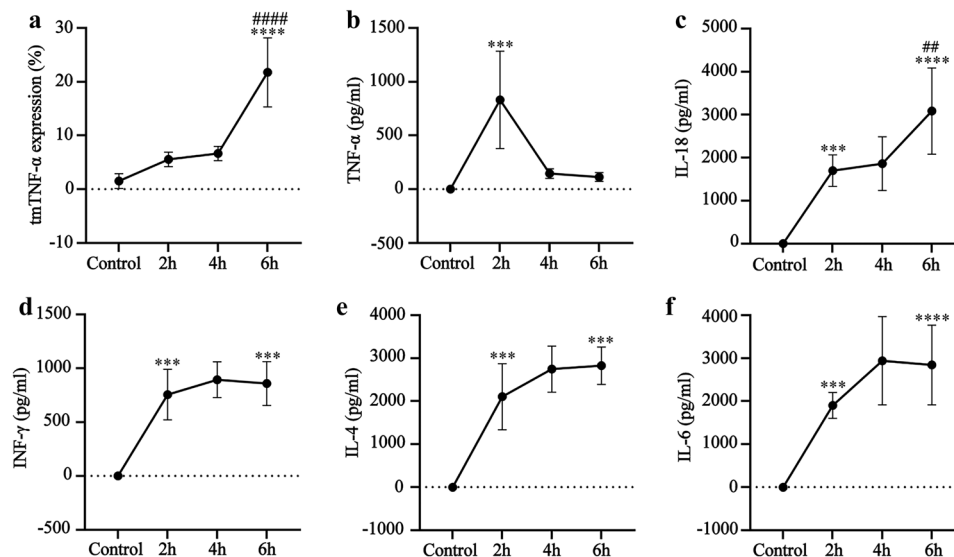 a
tmTNF-α expression (%)
30
20
10
0
-10
####
****
Control 2h 4h 6h
b
TNF-α (pg/ml)
1500
1000
500
0
-500
***
Control 2h 4h 6h
c
IL-18 (pg/ml)
4000
3000
2000
1000
0
***
##
****
Control 2h 4h 6h
d
INF-γ (pg/ml)
1500
1000
500
0
-500
*** ***
Control 2h 4h 6h
e
IL-4 (pg/ml)
4000
3000
2000
1000
0
-1000
*** ***
Control 2h 4h 6h
f
IL-6 (pg/ml)
4000
3000
2000
1000
0
-1000
***
****
Control 2h 4h 6h